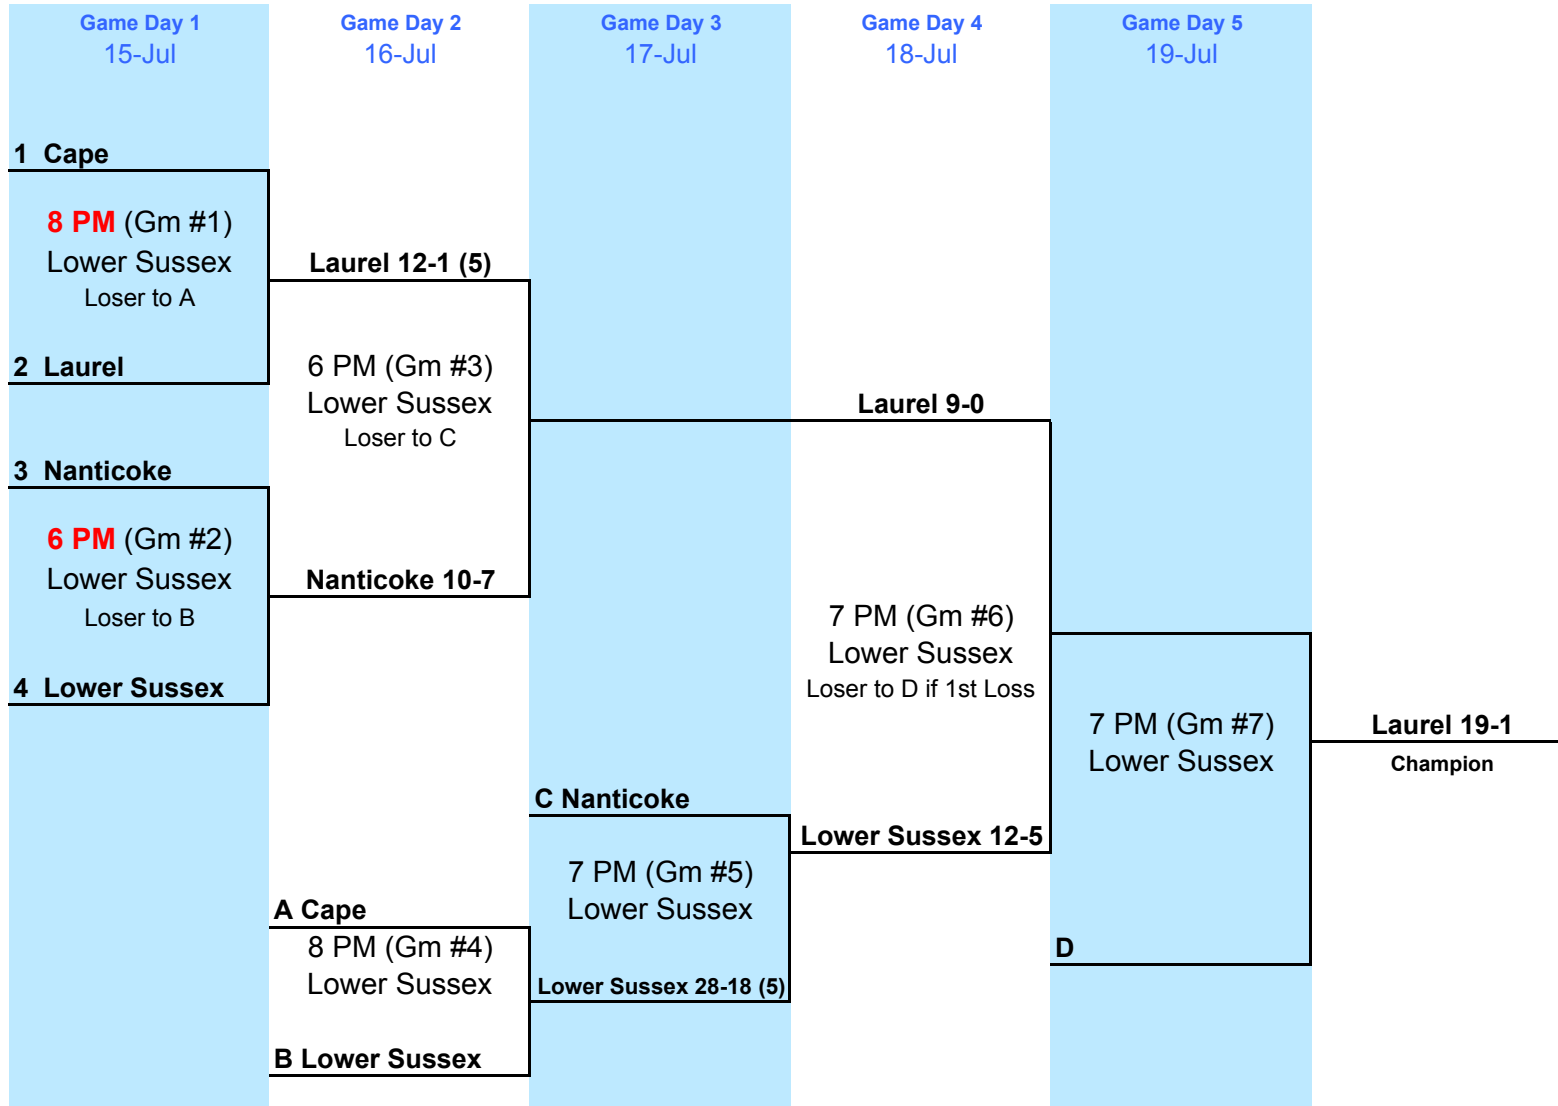 Game Day 1
15-Jul
Game Day 2
16-Jul
Game Day 3
17-Jul
Game Day 4
18-Jul
Game Day 5
19-Jul
1 Cape
8 PM (Gm #1)
Lower Sussex
Loser to A
2 Laurel
3 Nanticoke
6 PM (Gm #2)
Lower Sussex
Loser to B
4 Lower Sussex
Laurel 12-1 (5)
6 PM (Gm #3)
Lower Sussex
Loser to C
Nanticoke 10-7
A Cape
8 PM (Gm #4)
Lower Sussex
B Lower Sussex
C Nanticoke
7 PM (Gm #5)
Lower Sussex
Lower Sussex 28-18 (5)
Laurel 9-0
7 PM (Gm #6)
Lower Sussex
Loser to D if 1st Loss
Lower Sussex 12-5
7 PM (Gm #7)
Lower Sussex
D
Laurel 19-1
Champion